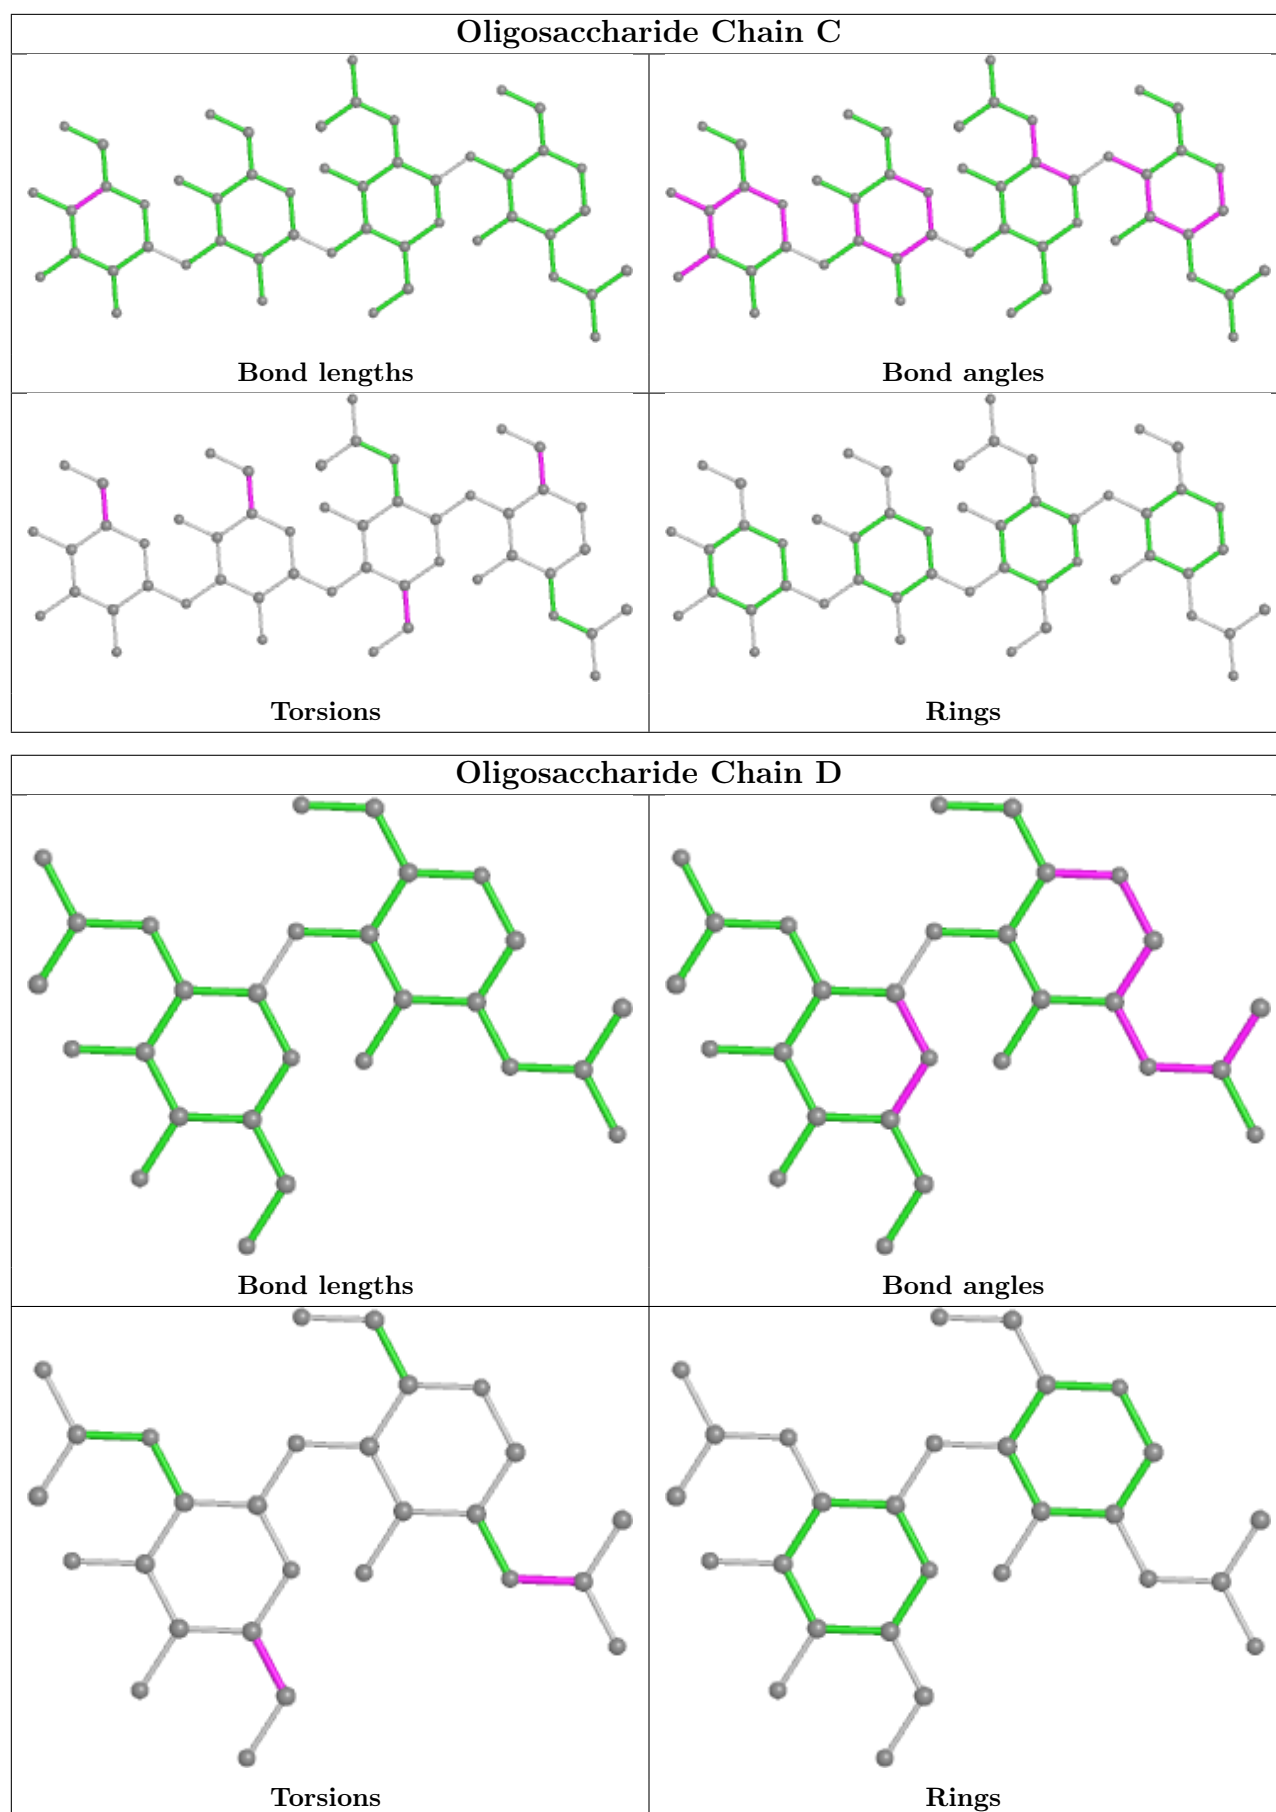 Oligosaccharide Chain C
Bond lengths
Bond angles
Torsions
Rings
Oligosaccharide Chain D
Bond lengths
Bond angles
Torsions
Rings